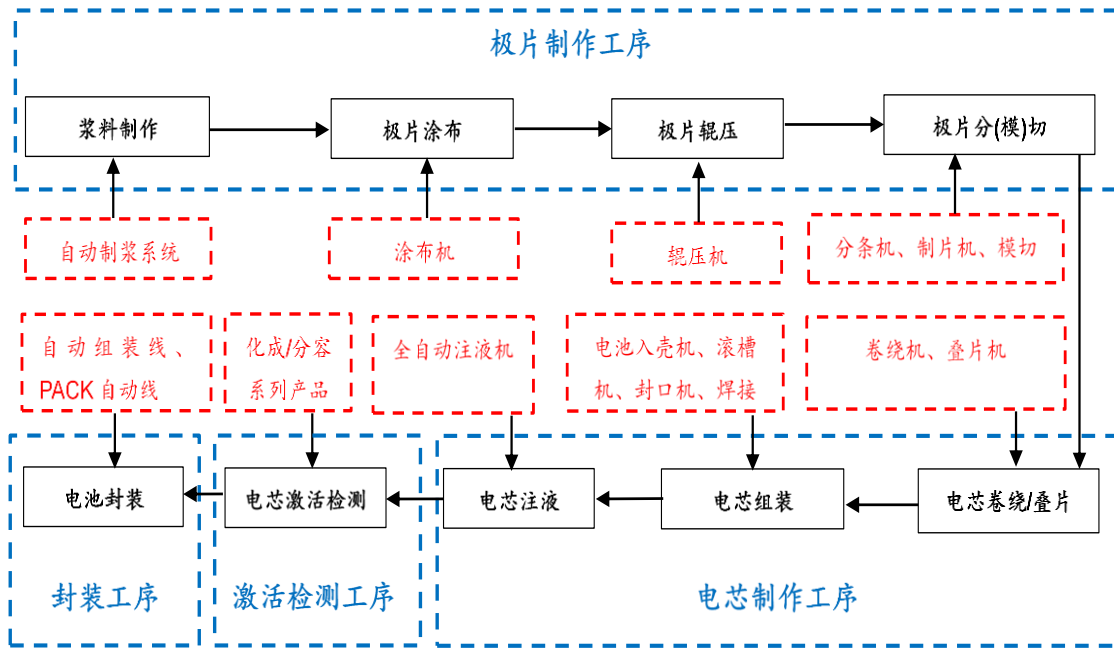 极片制作工序
浆料制作
极片涂布
极片辊压
极片分(模)切
自动制浆系统
涂布机
辊压机
分条机、制片机、模切
自动组装线、
PACK自动线
化成/分容
系列产品
全自动注液机
电池入壳机、滚槽
机、封口机、焊接
卷绕机、叠片机
电池封装
电芯激活检测
电芯注液
电芯组装
电芯卷绕/叠片
封装工序
激活检测工序
电芯制作工序